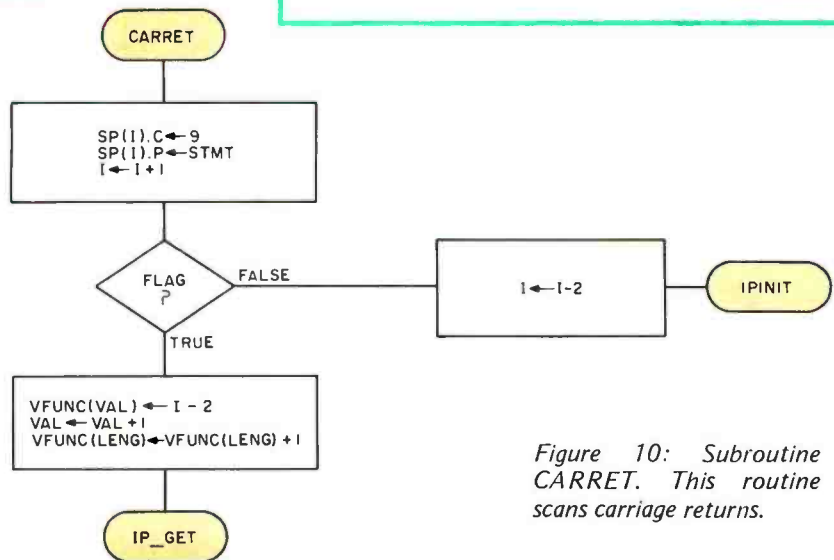 CARRET
SP(I).C←9
SP(I).P←STMT
I←I+1
FLAG
?
FALSE
I←I-2
IPINIT
TRUE
VFUNC(VAL)←I-2
VAL←VAL+1
VFUNC(LENG)←VFUNC(LENG)+1
IP_GET
Figure 10: Subroutine
CARRET. This routine
scans carriage returns.